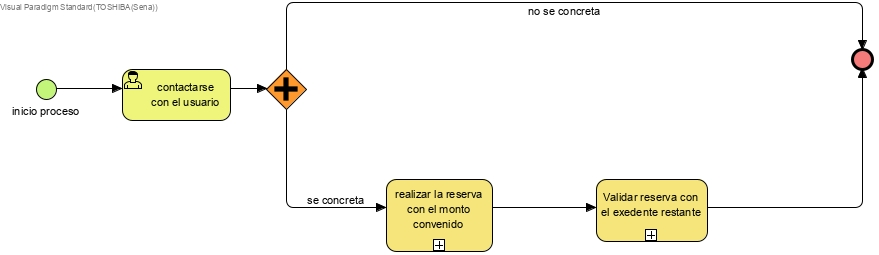 Visual Paradigm Standard(TOSHIBA(Sena))
no se concreta
inicio proceso
contactarse
con el usuario
se concreta
realizar la reserva
con el monto
convenido
Validar reserva con
el exedente restante